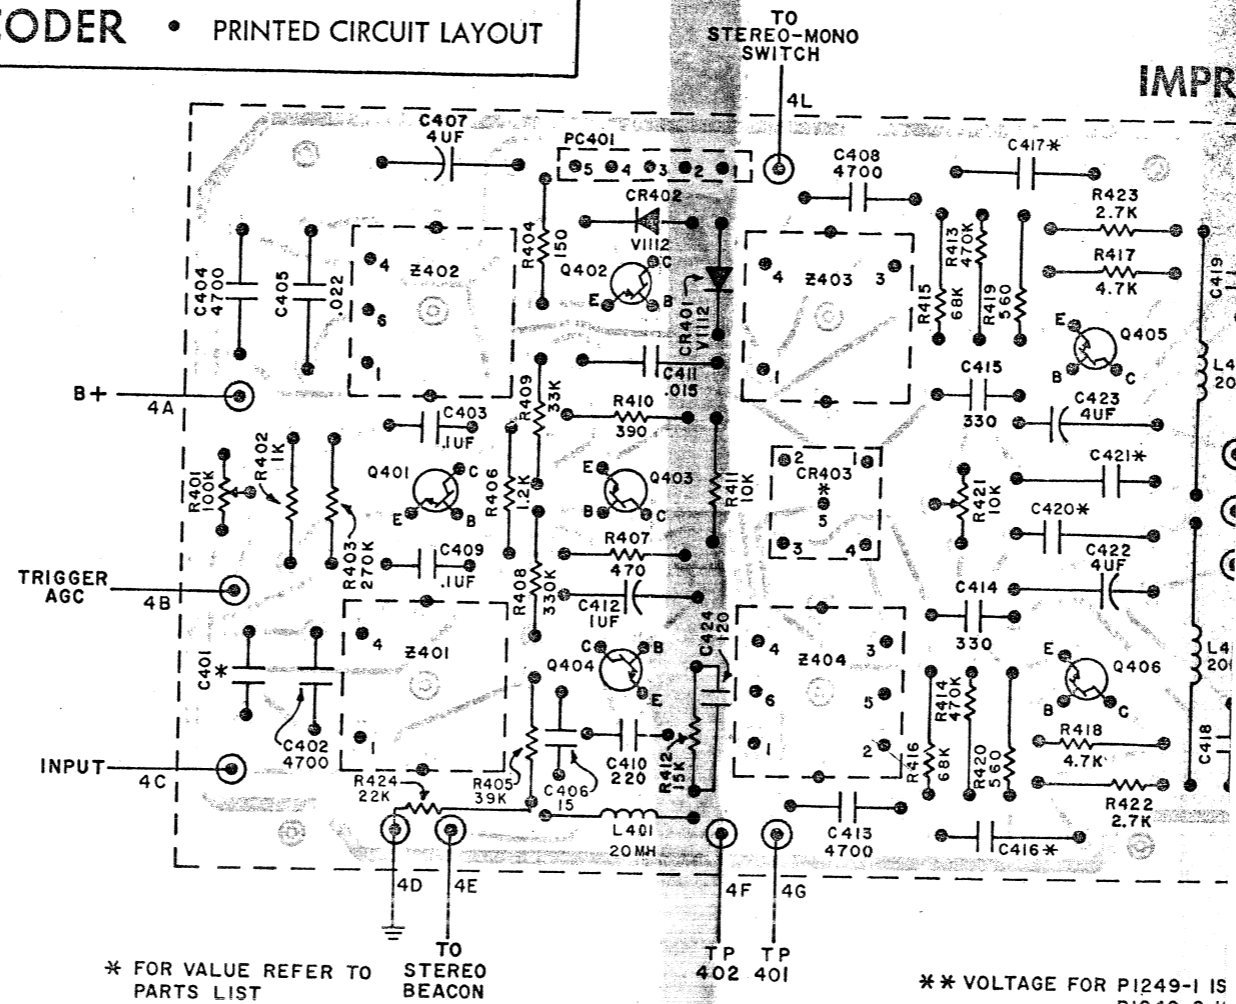 CODER • PRINTED CIRCUIT LAYOUT
TO
STEREO-MONO
SWITCH
IMPR
4L
C407
4UF
PC401
5 4 3 2 1
C408
4700
C417*
CR402
V1112
R404
150
R423
2.7K
R417
4.7K
R413
470K
R415
68K
R419
560
C419
C404
4700
C405
.022
4
Z402
6
1
Q402
C
E
B
CR401
V1112
4
Z403
3
1
E
Q405
B
C
C411
.015
R409
33K
R410
390
C415
330
C423
4UF
L4
20
B+
4A
C403
.1UF
R402
1K
R401
100K
Q401
C
E
B
R406
1.2K
E
Q403
B
C
R411
10K
2
CR403
1
*
5
3
4
R421
10K
C421*
C420*
R403
270K
C409
.1UF
R407
470
R408
330K
C412
1UF
C422
4UF
C414
330
TRIGGER
AGC
4B
C401
*
C402
4700
4
Z401
1
C
B
Q404
E
C424
120
4
Z404
3
6
5
1
2
E
Q406
B
C
L4
20
R414
470K
R416
68K
R420
560
R418
4.7K
C418
INPUT
4C
R424
22K
R405
39K
C406
15
C410
220
R412
15K
R422
2.7K
L401
20MH
C413
4700
C416*
4D
4E
4F
4G
TO
STEREO
BEACON
TP
402
TP
401
* FOR VALUE REFER TO
PARTS LIST
** VOLTAGE FOR P1249-1 IS